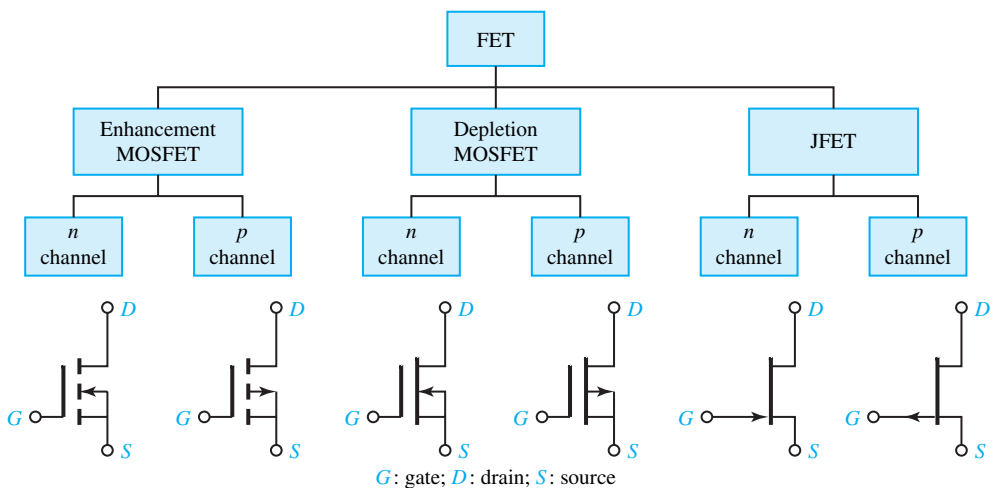 FET
Enhancement
MOSFET
Depletion
MOSFET
JFET
n
channel
p
channel
n
channel
p
channel
n
channel
p
channel
D
D
D
D
D
D
G
G
G
G
G
G
S
S
S
S
S
S
G: gate; D: drain; S: source